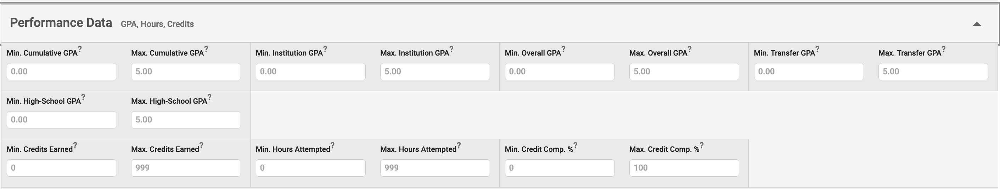 Performance Data GPA, Hours, Credits
Min. Cumulative GPA? Max. Cumulative GPA? Min. Institution GPA? Max. Institution GPA? Min. Overall GPA? Max. Overall GPA? Min. Transfer GPA? Max. Transfer GPA?
0.00 5.00 0.00 5.00 0.00 5.00 0.00 5.00
Min. High-School GPA? Max. High-School GPA?
0.00 5.00
Min. Credits Earned? Max. Credits Earned? Min. Hours Attempted? Max. Hours Attempted? Min. Credit Comp. %? Max. Credit Comp. %?
0 999 0 999 0 100